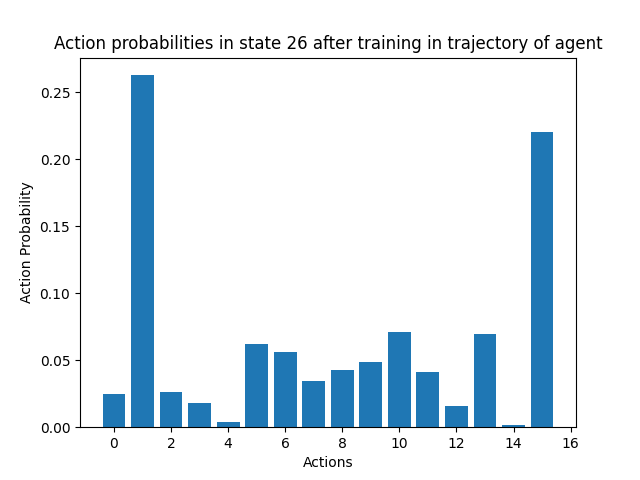 Action probabilities in state 26 after training in trajectory of agent
0.25
0.20
0.15
0.10
0.05
0.00
Action Probability
0 2 4 6 8 10 12 14 16
Actions